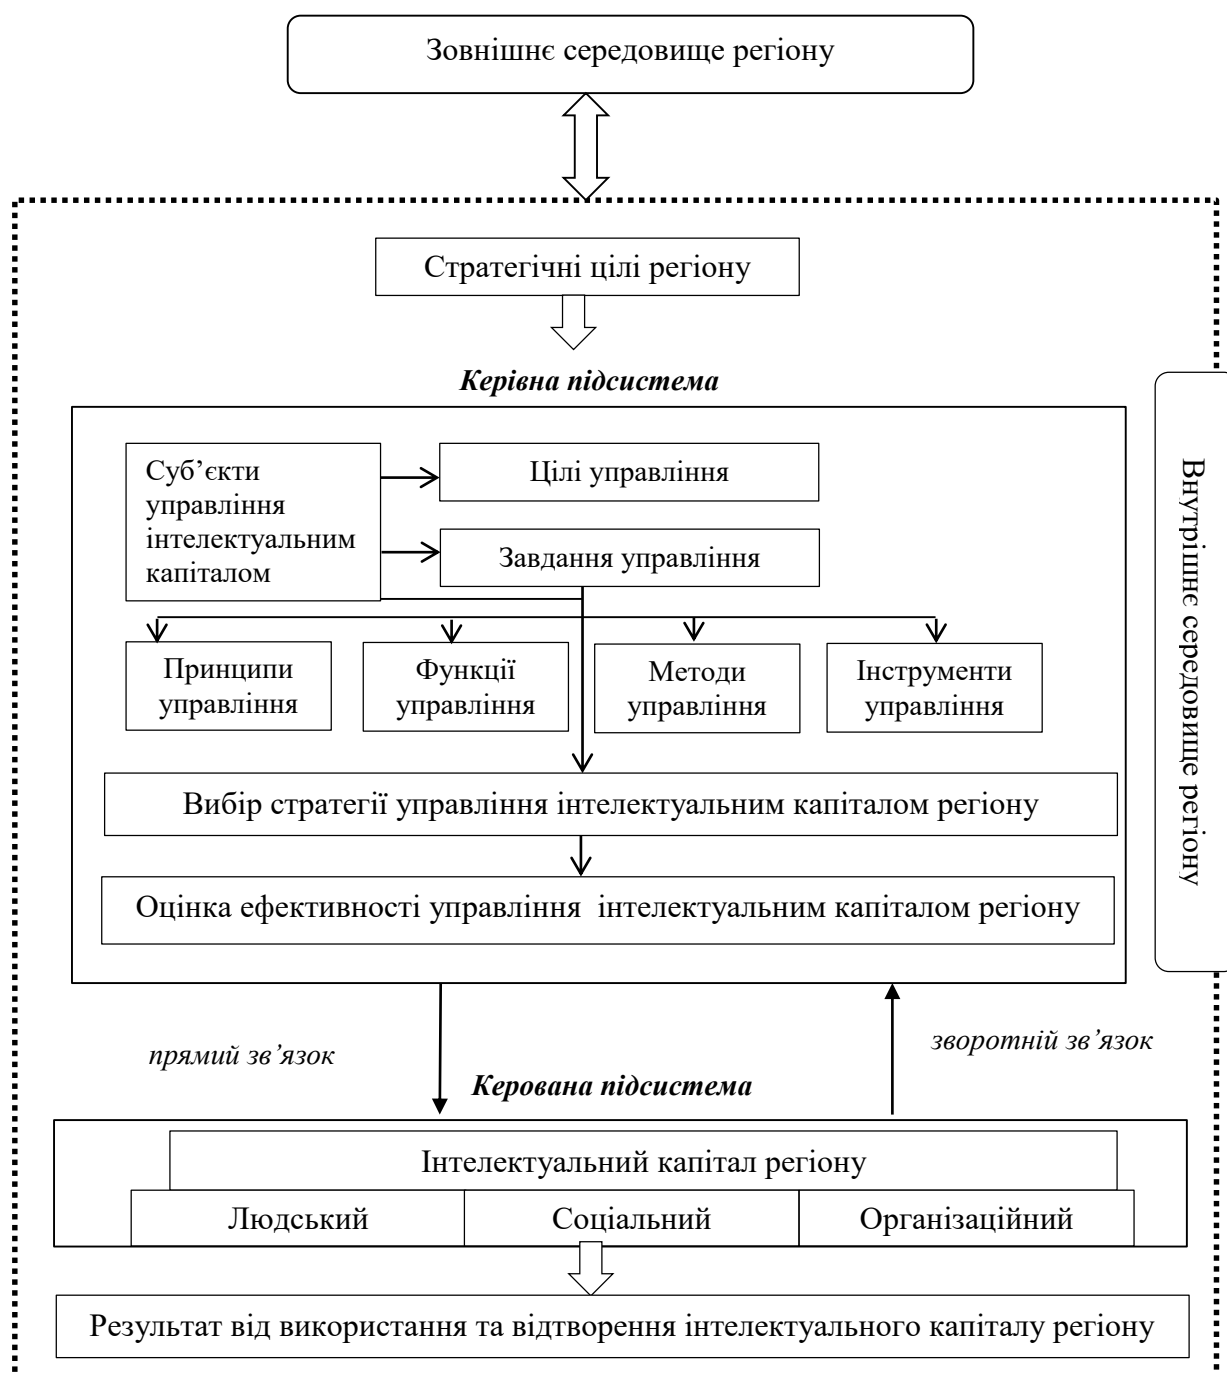 Зовнішнє середовище регіону
Стратегічні цілі регіону
Керівна підсистема
Суб’єкти
управління
інтелектуальним
капіталом
Цілі управління
Завдання управління
Принципи
управління
Функції
управління
Методи
управління
Інструменти
управління
Вибір стратегії управління інтелектуальним капіталом регіону
Оцінка ефективності управління  інтелектуальним капіталом регіону
Внутрішнє середовище регіону
прямий зв’язок
зворотній зв’язок
Керована підсистема
Інтелектуальний капітал регіону
Людський
Соціальний
Організаційний
Результат від використання та відтворення інтелектуального капіталу регіону